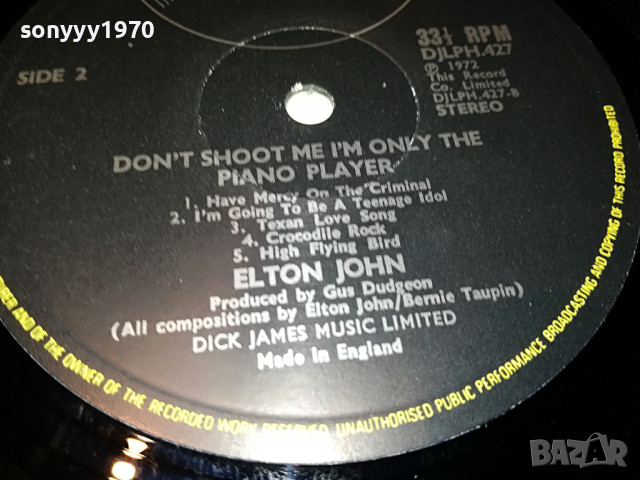 sonyyy1970
SIDE 2
33⅓ RPM
DJLPH.427
℗ 1972
This Record
Co. Limited
DJLPH.427-B
STEREO
DON'T SHOOT ME I'M ONLY THE
PIANO PLAYER
1. Have Mercy On The Criminal
2. I'm Going To Be A Teenage Idol
3. Texan Love Song
4. Crocodile Rock
5. High Flying Bird
ELTON JOHN
Produced by Gus Dudgeon
(All compositions by Elton John/Bernie Taupin)
DICK JAMES MUSIC LIMITED
Made in England
AND OF THE OWNER OF THE RECORDED WORK RESERVED. UNAUTHORISED PUBLIC PERFORMANCE BROADCASTING AND COPYING OF THIS RECORD PROHIBITED
BAZAR